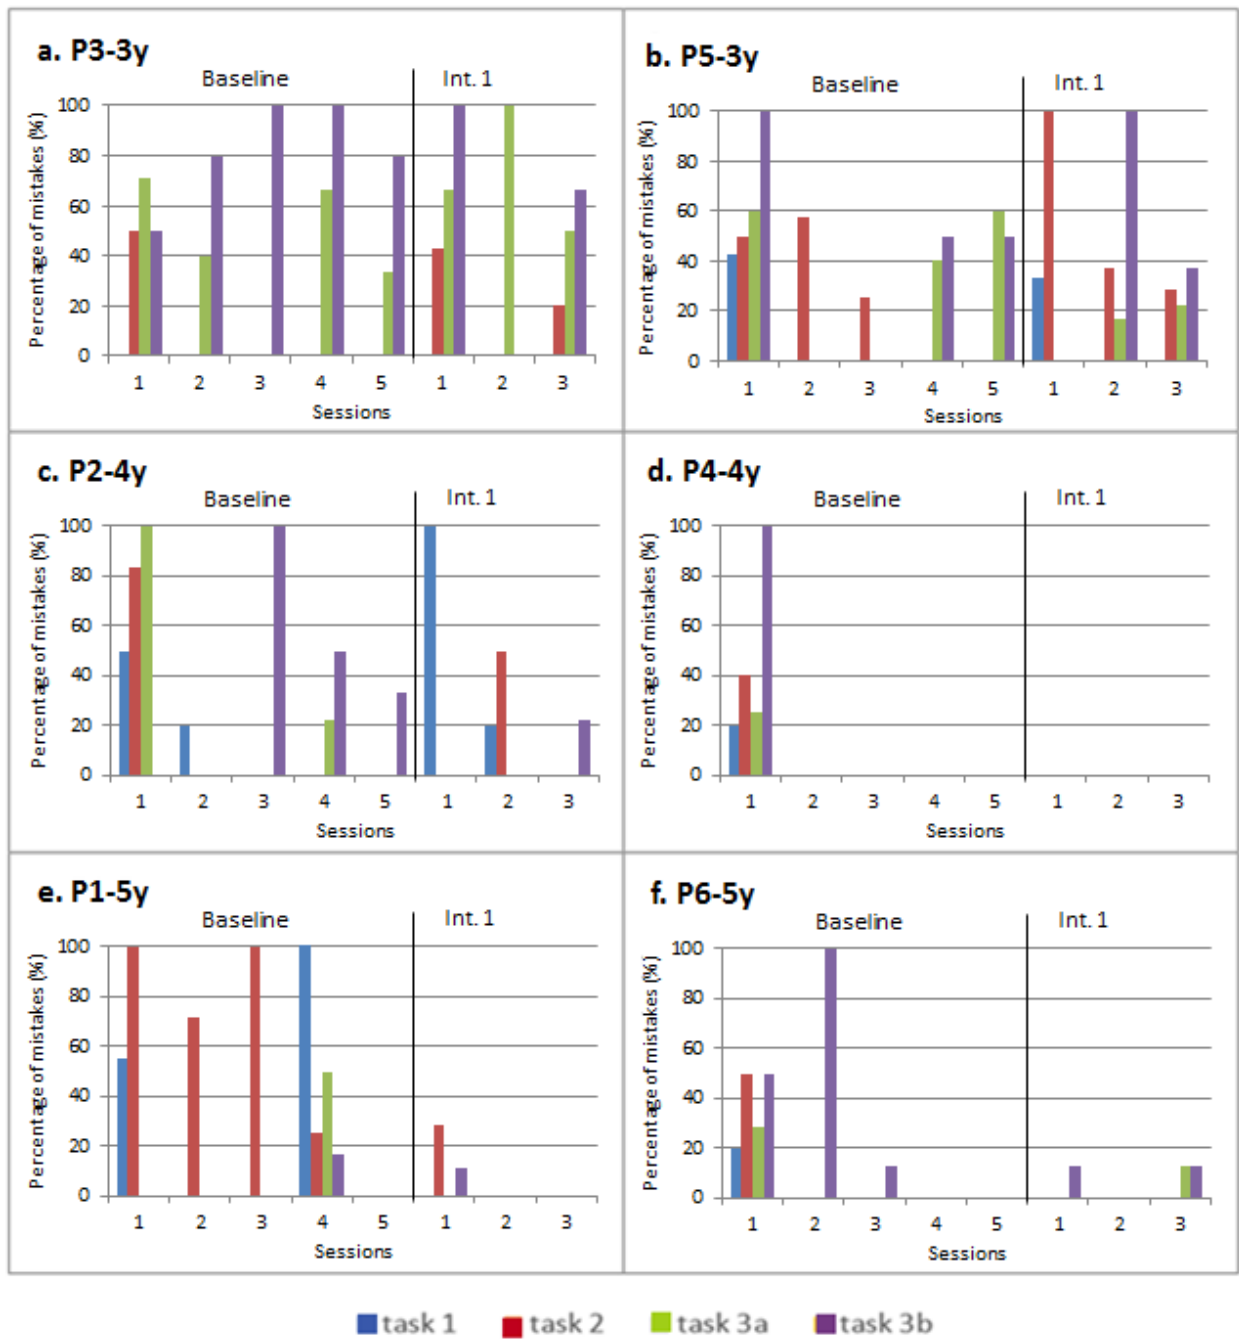 a. P3-3y
Baseline Int. 1
Percentage of mistakes (%)
100
80
60
40
20
0
1 2 3 4 5 1 2 3
Sessions
b. P5-3y
Baseline Int. 1
Percentage of mistakes (%)
100
80
60
40
20
0
1 2 3 4 5 1 2 3
Sessions
c. P2-4y
Baseline Int. 1
Percentage of mistakes (%)
100
80
60
40
20
0
1 2 3 4 5 1 2 3
Sessions
d. P4-4y
Baseline Int. 1
Percentage of mistakes (%)
100
80
60
40
20
0
1 2 3 4 5 1 2 3
Sessions
e. P1-5y
Baseline Int. 1
Percentage of mistakes (%)
100
80
60
40
20
0
1 2 3 4 5 1 2 3
Sessions
f. P6-5y
Baseline Int. 1
Percentage of mistakes (%)
100
80
60
40
20
0
1 2 3 4 5 1 2 3
Sessions
task 1 task 2 task 3a task 3b